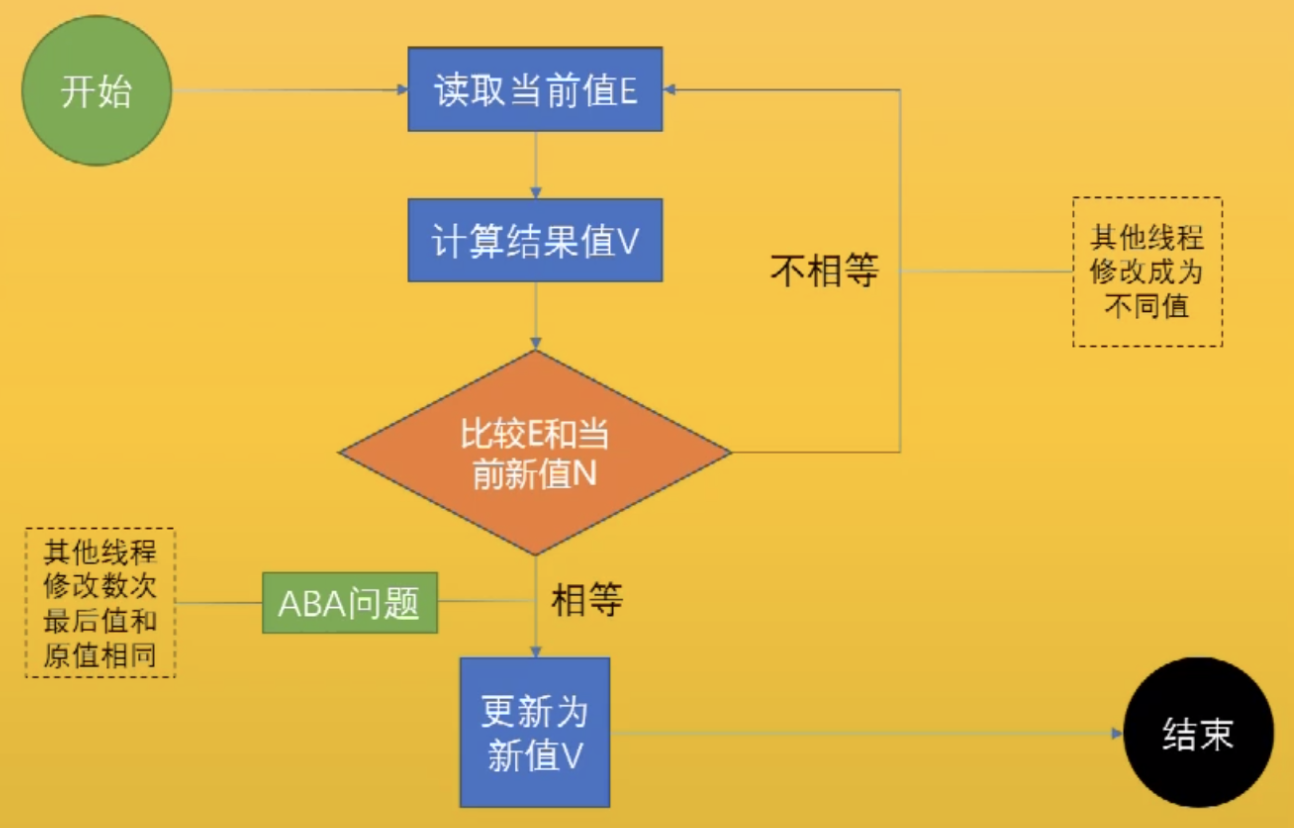 开始
读取当前值E
计算结果值V
不相等
其他线程
修改成为
不同值
比较E和当
前新值N
其他线程
修改数次
最后值和
原值相同
ABA问题
相等
更新为
新值V
结束